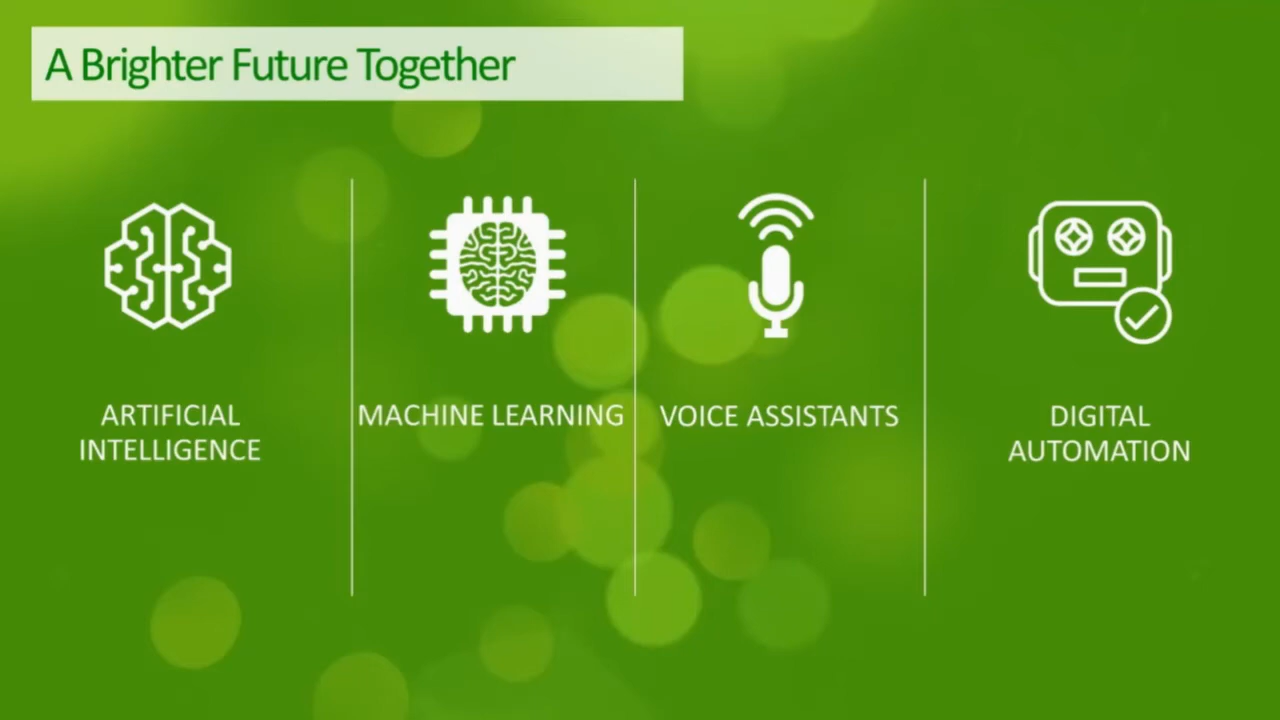 A Brighter Future Together
ARTIFICIAL
INTELLIGENCE
MACHINE LEARNING
VOICE ASSISTANTS
DIGITAL
AUTOMATION